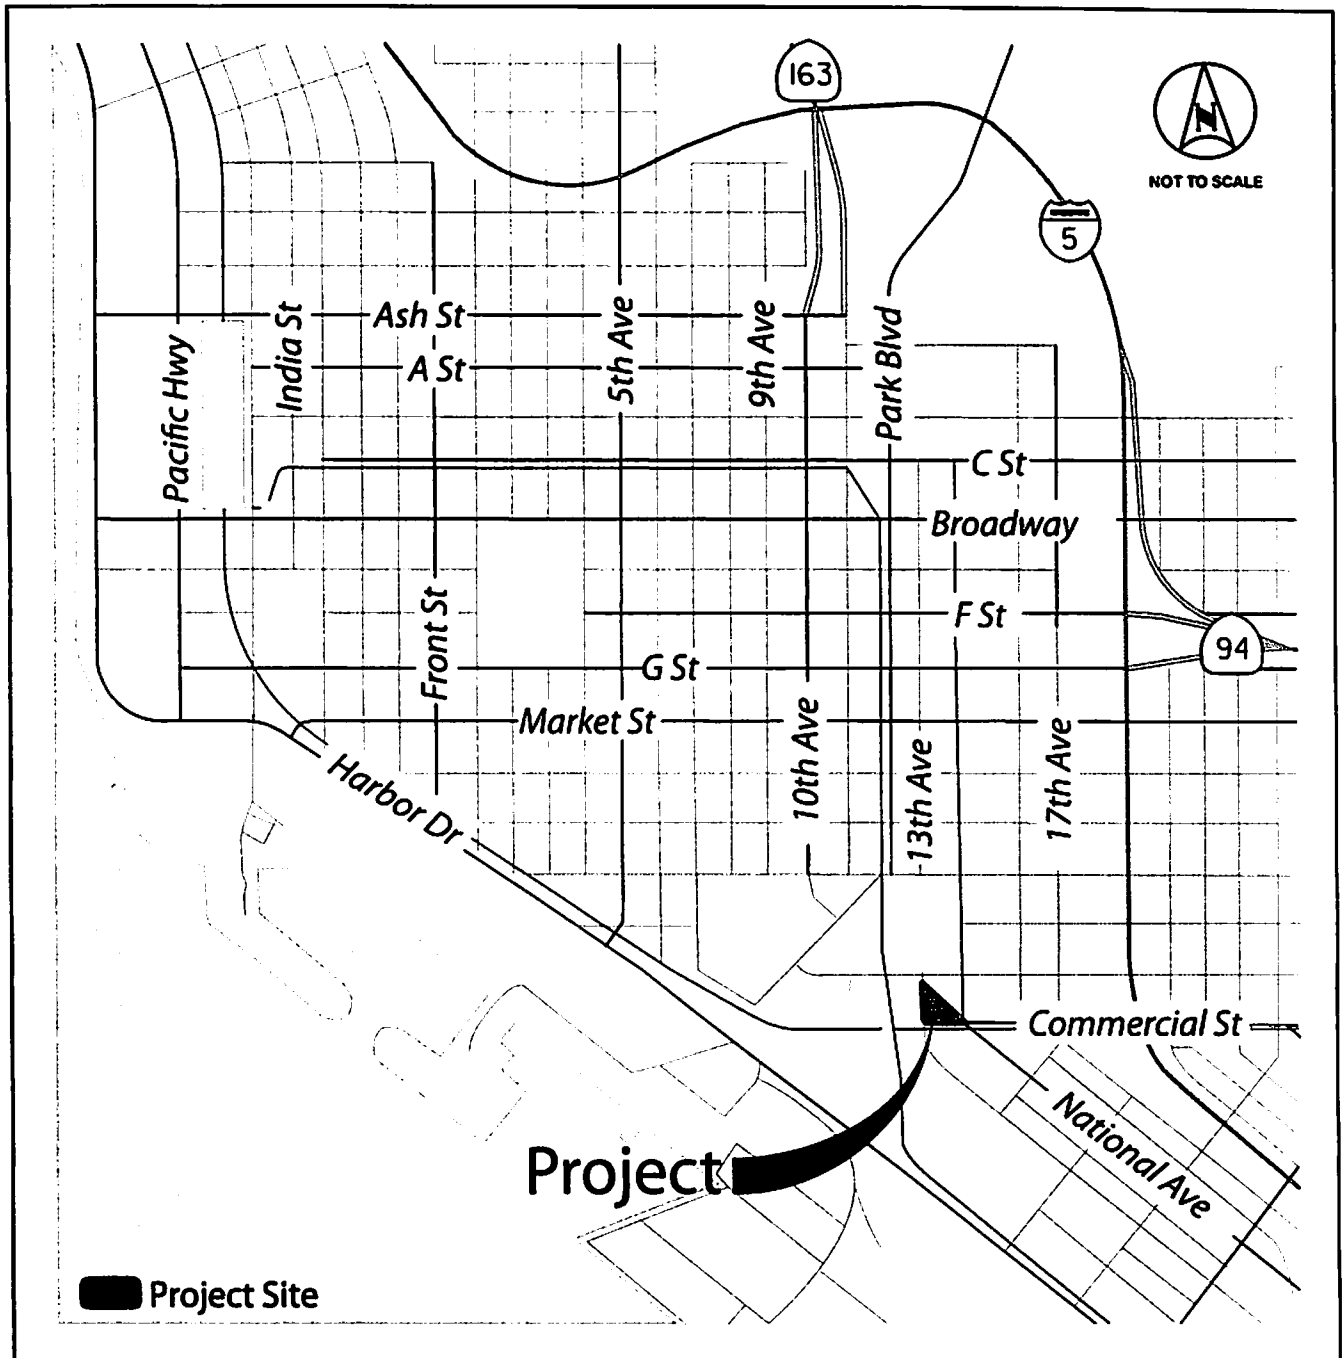 163
N
NOT TO SCALE
5
Ash St
A St
India St
5th Ave
9th Ave
Park Blvd
Pacific Hwy
C St
Broadway
Front St
F St
94
G St
Market St
10th Ave
13th Ave
17th Ave
Harbor Dr
Commercial St
National Ave
Project
Project Site